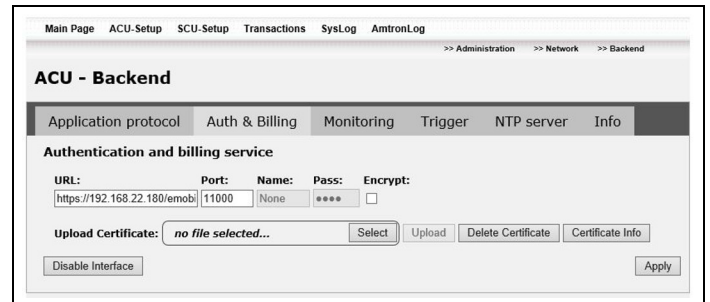 Main Page ACU-Setup SCU-Setup Transactions SysLog AmtronLog
>> Administration >> Network >> Backend
ACU - Backend
Application protocol Auth & Billing Monitoring Trigger NTP server Info
Authentication and billing service
URL: Port: Name: Pass: Encrypt:
https://192.168.22.180/emobi 11000 None ●●●●
Upload Certificate: no file selected... Select Upload Delete Certificate Certificate Info
Disable Interface Apply